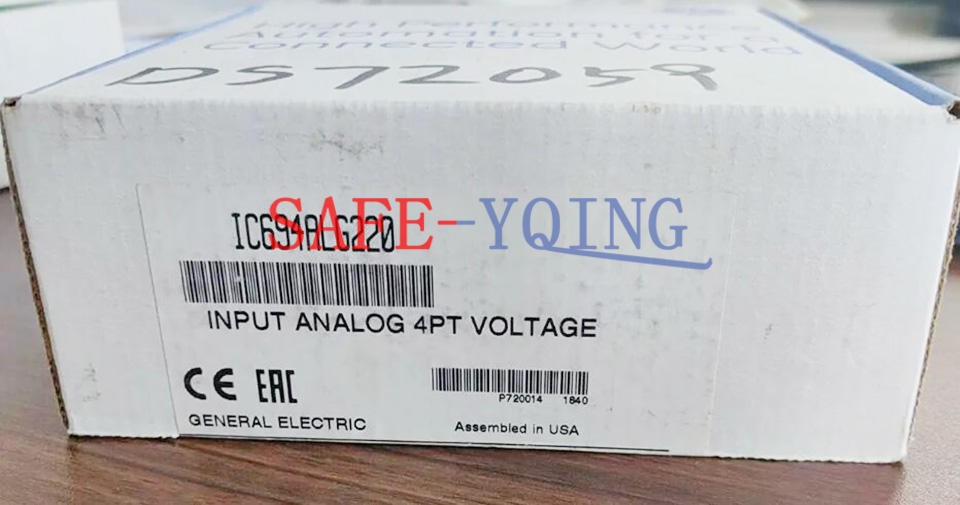 High Performance
Automation for a
Connected World
DS72059
IC694ALG220
SAFE-YQING
INPUT ANALOG 4PT VOLTAGE
CE EAC
P720014 1840
GENERAL ELECTRIC
Assembled in USA